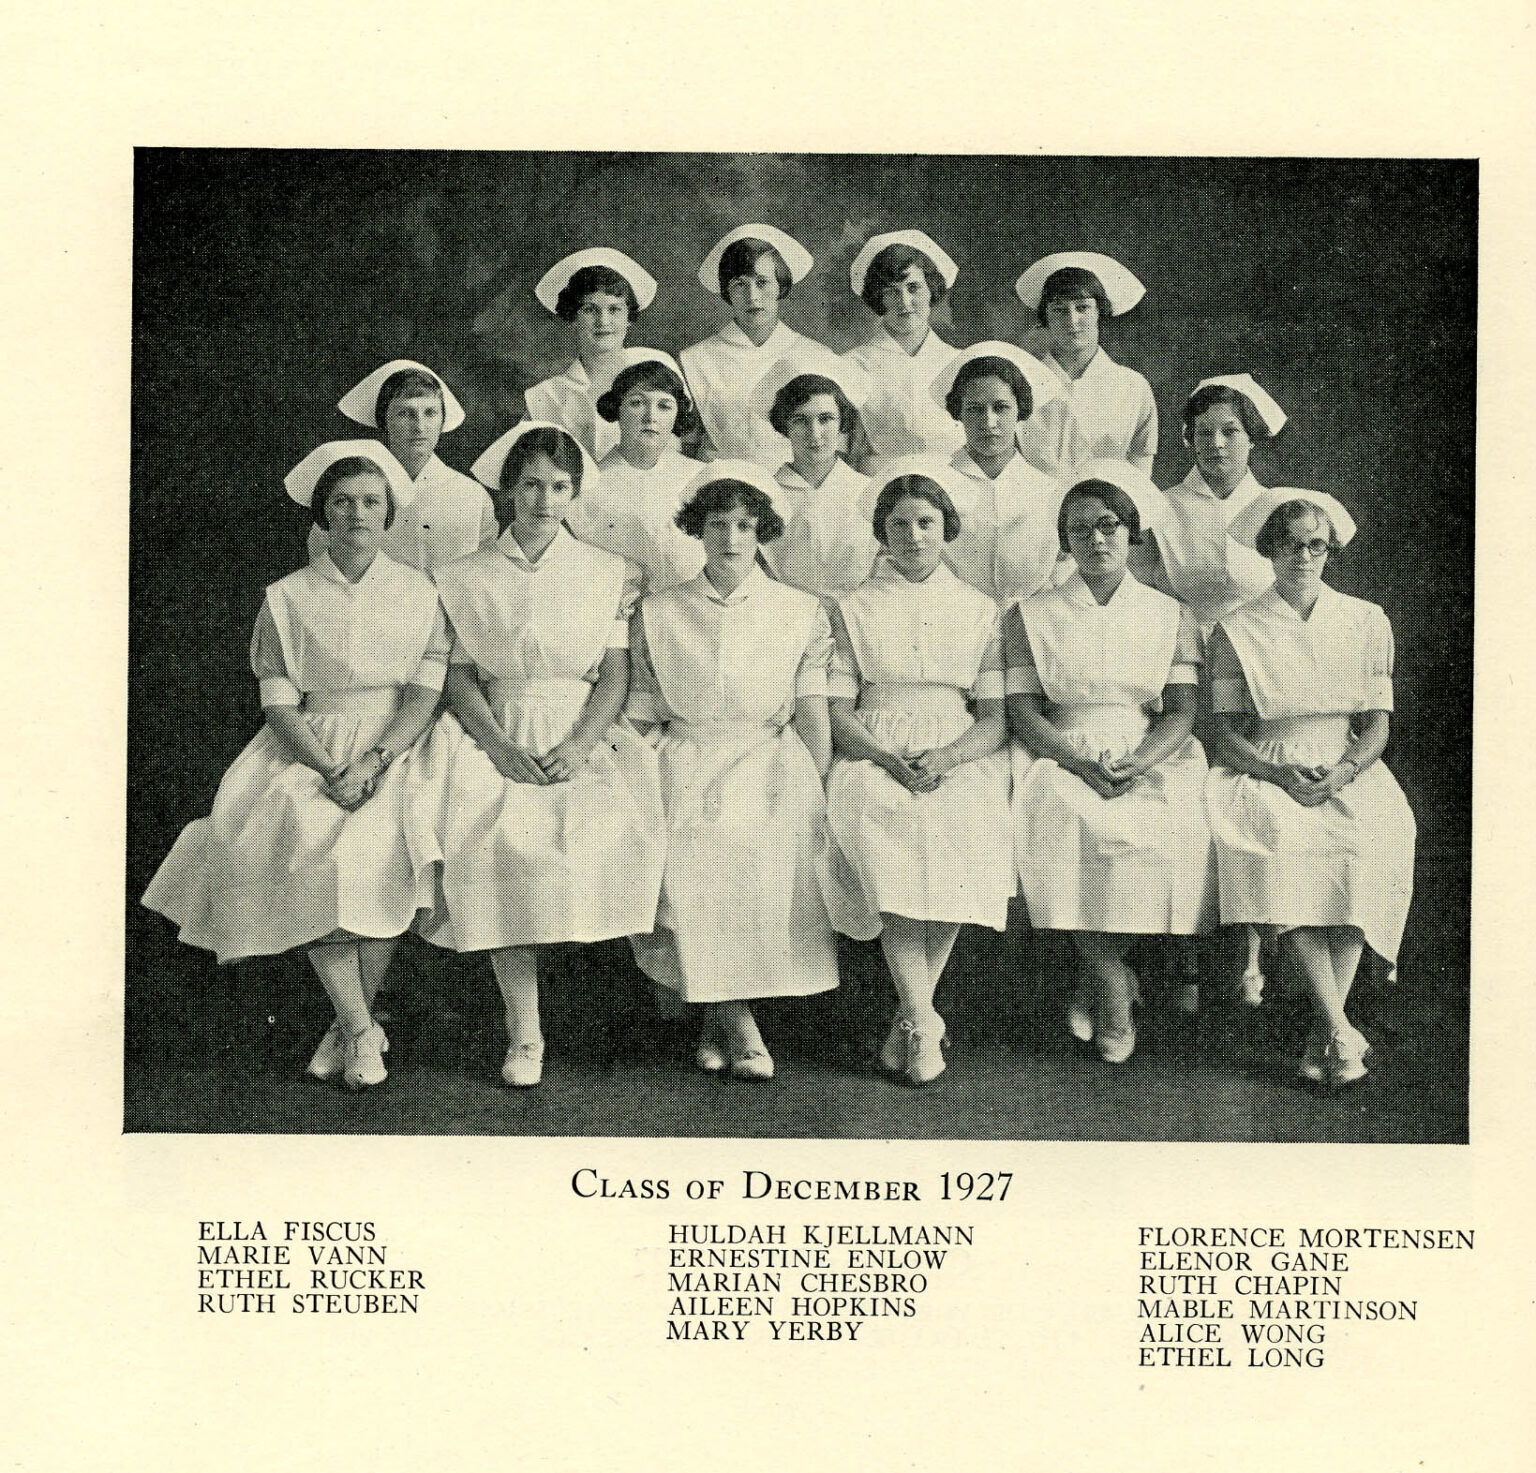 CLASS OF DECEMBER 1927
ELLA FISCUS
MARIE VANN
ETHEL RUCKER
RUTH STEUBEN
HULDAH KJELLMANN
ERNESTINE ENLOW
MARIAN CHESBRO
AILEEN HOPKINS
MARY YERBY
FLORENCE MORTENSEN
ELENOR GANE
RUTH CHAPIN
MABLE MARTINSON
ALICE WONG
ETHEL LONG